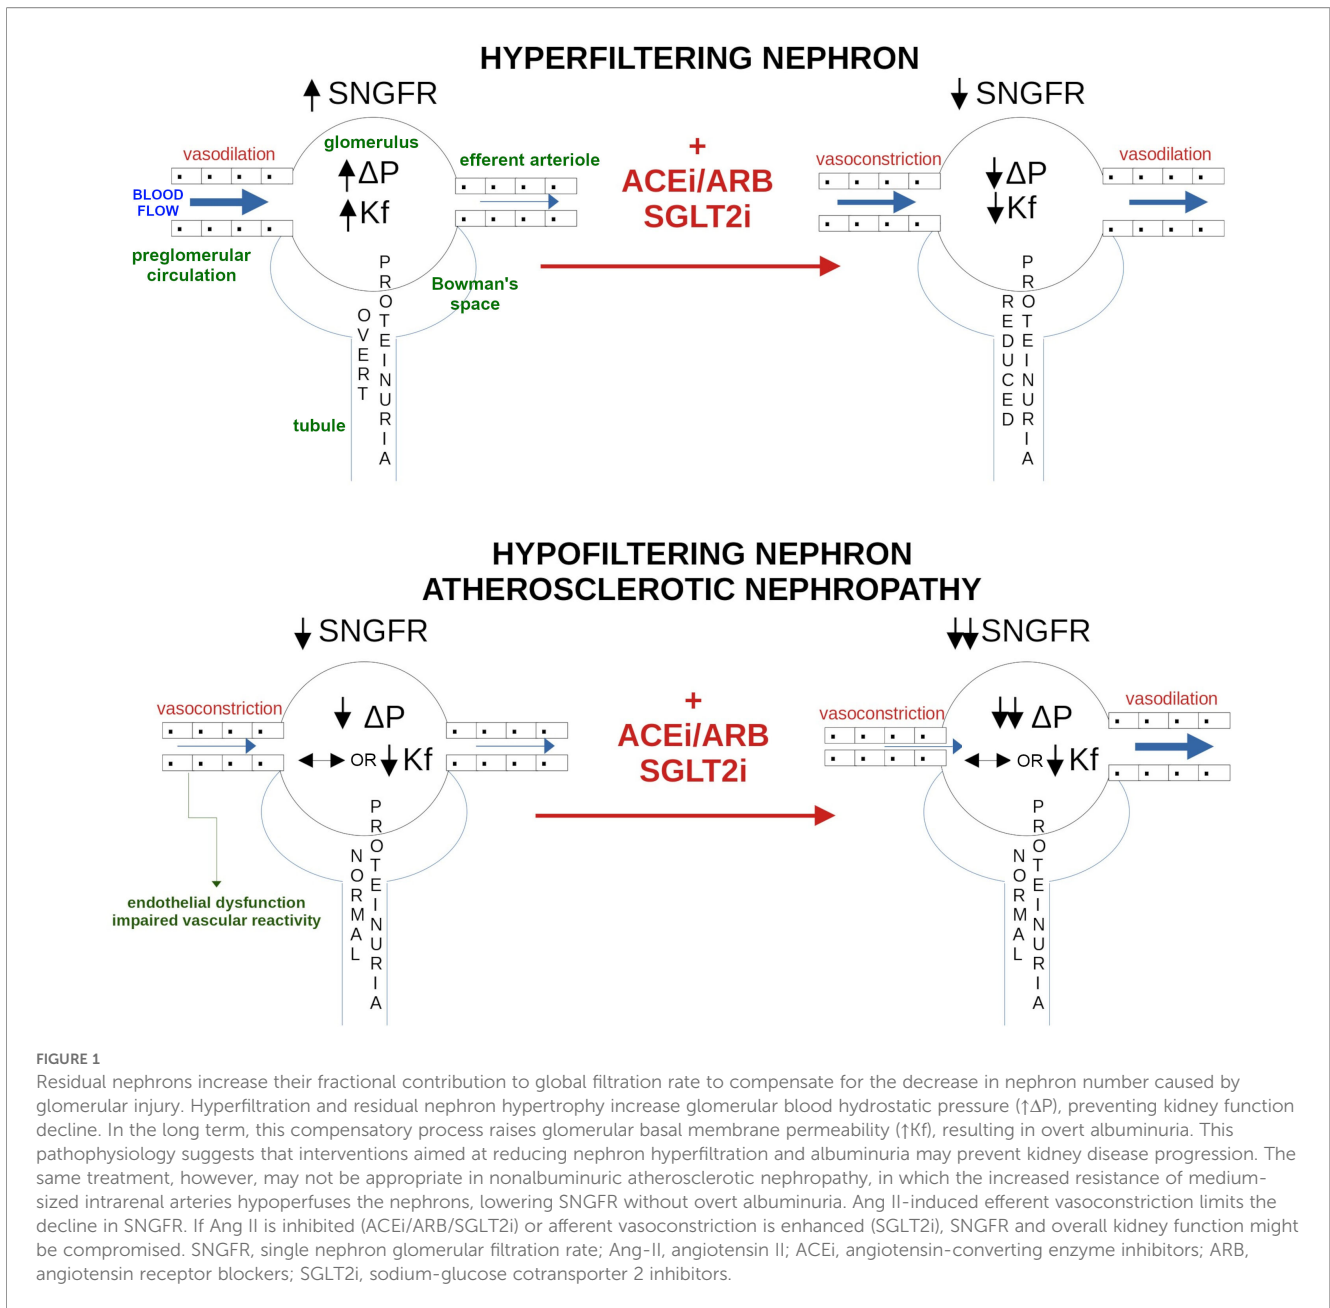 HYPERFILTERING NEPHRON
↑ SNGFR
vasodilation
glomerulus
↑ ΔP
↑ Kf
efferent arteriole
BLOOD
FLOW
preglomerular
circulation
Bowman's
space
OVERT
PROTEINURIA
tubule
+
ACEi/ARB
SGLT2i
↓ SNGFR
vasoconstriction
↓ ΔP
↓ Kf
vasodilation
REDUCED
PROTEINURIA
HYPOFILTERING NEPHRON
ATHEROSCLEROTIC NEPHROPATHY
↓ SNGFR
vasoconstriction
↓ ΔP
↔ OR ↓ Kf
NORMAL
PROTEINURIA
endothelial dysfunction
impaired vascular reactivity
+
ACEi/ARB
SGLT2i
↓↓ SNGFR
vasoconstriction
↓↓ ΔP
↔ OR ↓ Kf
vasodilation
NORMAL
PROTEINURIA
FIGURE 1
Residual nephrons increase their fractional contribution to global filtration rate to compensate for the decrease in nephron number caused by
glomerular injury. Hyperfiltration and residual nephron hypertrophy increase glomerular blood hydrostatic pressure (↑ΔP), preventing kidney function
decline. In the long term, this compensatory process raises glomerular basal membrane permeability (↑Kf), resulting in overt albuminuria. This
pathophysiology suggests that interventions aimed at reducing nephron hyperfiltration and albuminuria may prevent kidney disease progression. The
same treatment, however, may not be appropriate in nonalbuminuric atherosclerotic nephropathy, in which the increased resistance of medium-
sized intrarenal arteries hypoperfuses the nephrons, lowering SNGFR without overt albuminuria. Ang II-induced efferent vasoconstriction limits the
decline in SNGFR. If Ang II is inhibited (ACEi/ARB/SGLT2i) or afferent vasoconstriction is enhanced (SGLT2i), SNGFR and overall kidney function might
be compromised. SNGFR, single nephron glomerular filtration rate; Ang-II, angiotensin II; ACEi, angiotensin-converting enzyme inhibitors; ARB,
angiotensin receptor blockers; SGLT2i, sodium-glucose cotransporter 2 inhibitors.